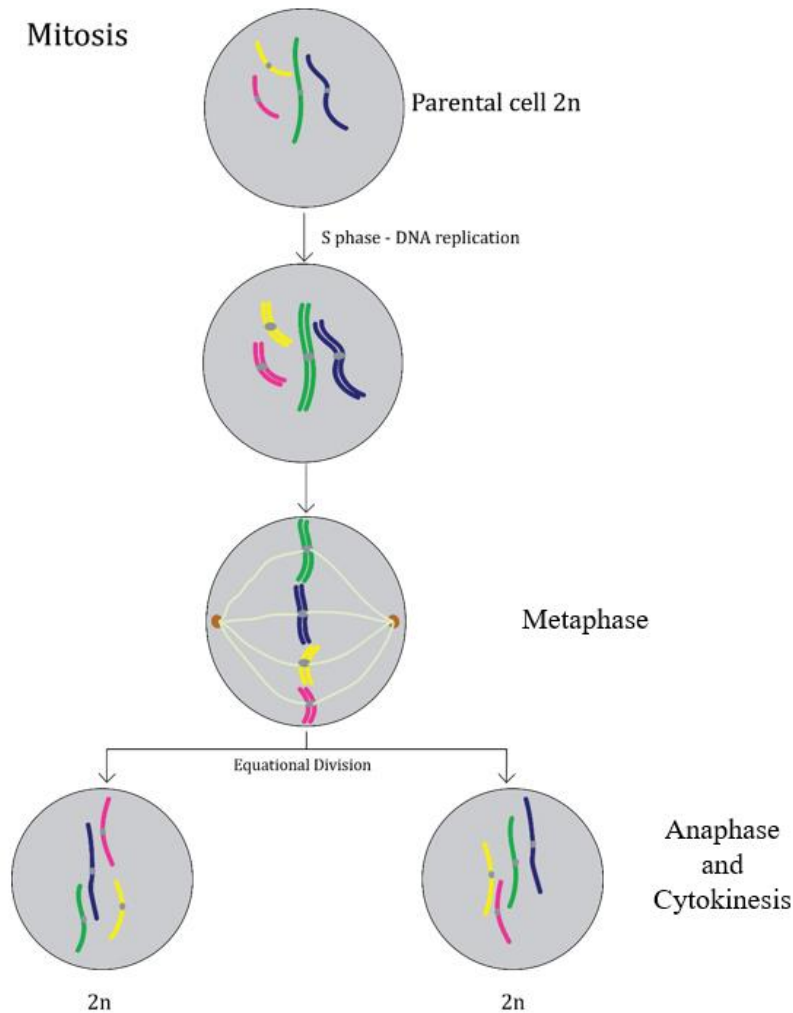 Mitosis
Parental cell 2n
S phase - DNA replication
Metaphase
Equational Division
Anaphase
and
Cytokinesis
2n
2n